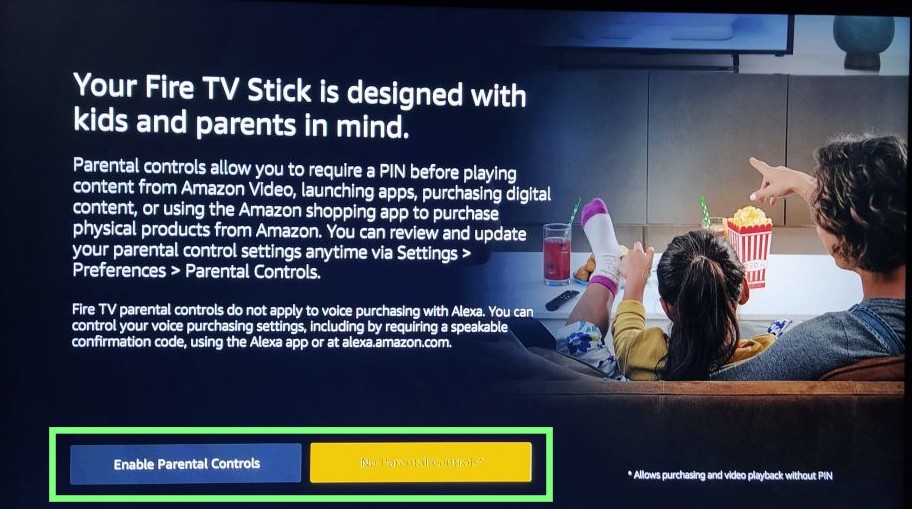 Your Fire TV Stick is designed with
kids and parents in mind.
Parental controls allow you to require a PIN before playing
content from Amazon Video, launching apps, purchasing digital
content, or using the Amazon shopping app to purchase
physical products from Amazon. You can review and update
your parental control settings anytime via Settings >
Preferences > Parental Controls.
Fire TV parental controls do not apply to voice purchasing with Alexa. You can
control your voice purchasing settings, including by requiring a speakable
confirmation code, using the Alexa app or at alexa.amazon.com.
Enable Parental Controls
No Parental Controls*
* Allows purchasing and video playback without PIN